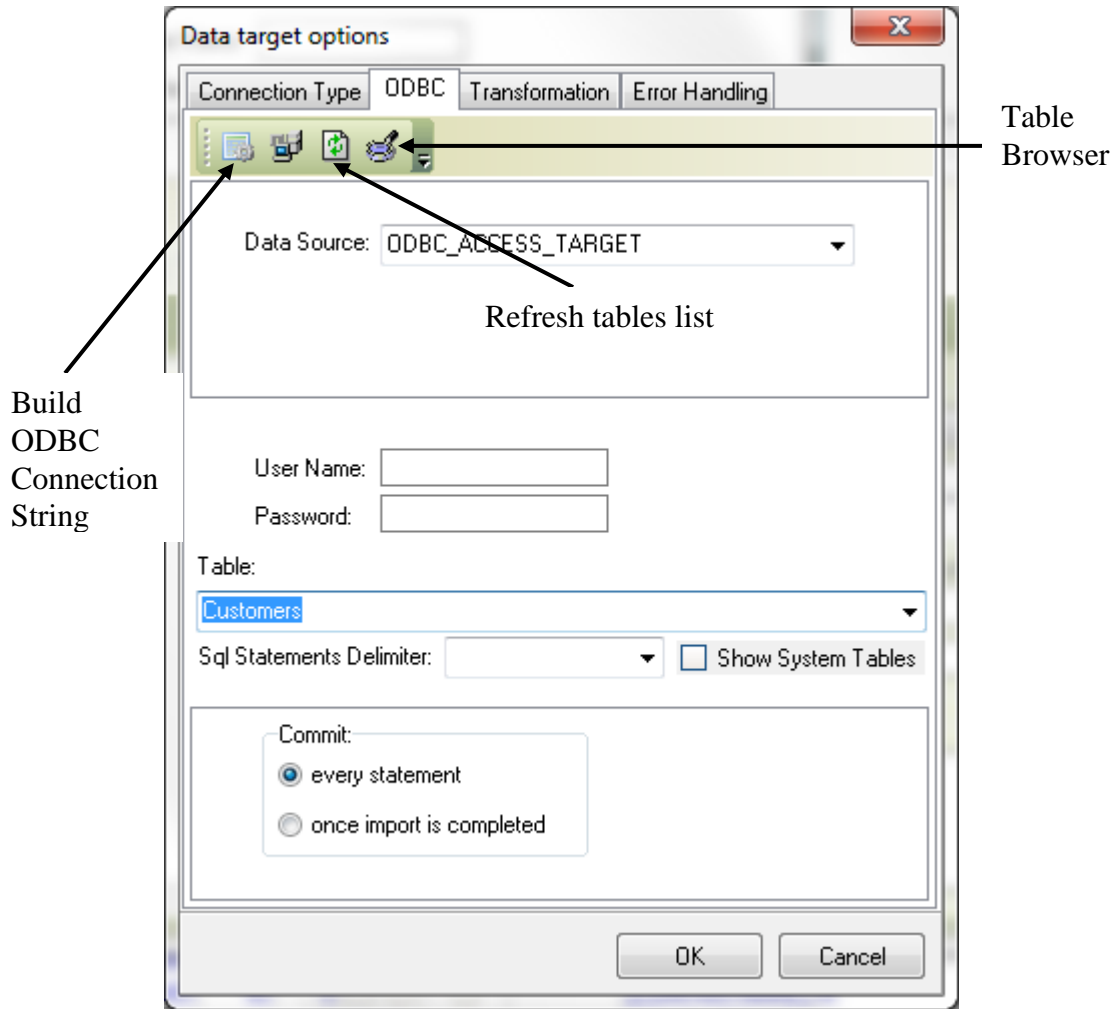 Data target options
Connection Type ODBC Transformation Error Handling
Table
Browser
Data Source: ODBC_ACCESS_TARGET
Refresh tables list
Build
ODBC
Connection
String
User Name:
Password:
Table:
Customers
Sql Statements Delimiter: Show System Tables
Commit:
every statement
once import is completed
OK Cancel